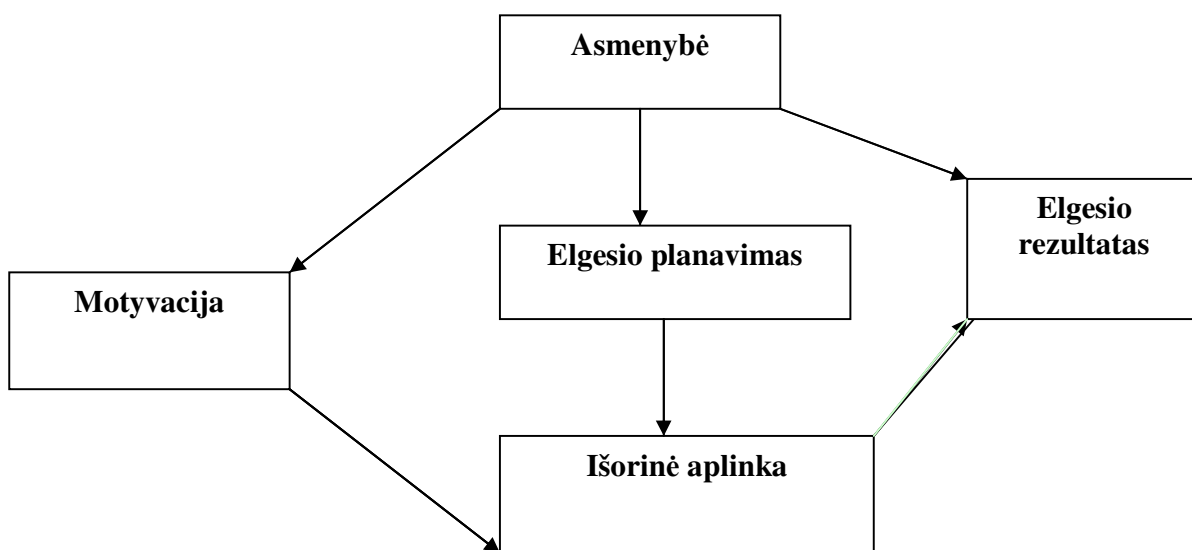 Asmenybė
Elgesio
rezultatas
Elgesio planavimas
Motyvacija
Išorinė aplinka